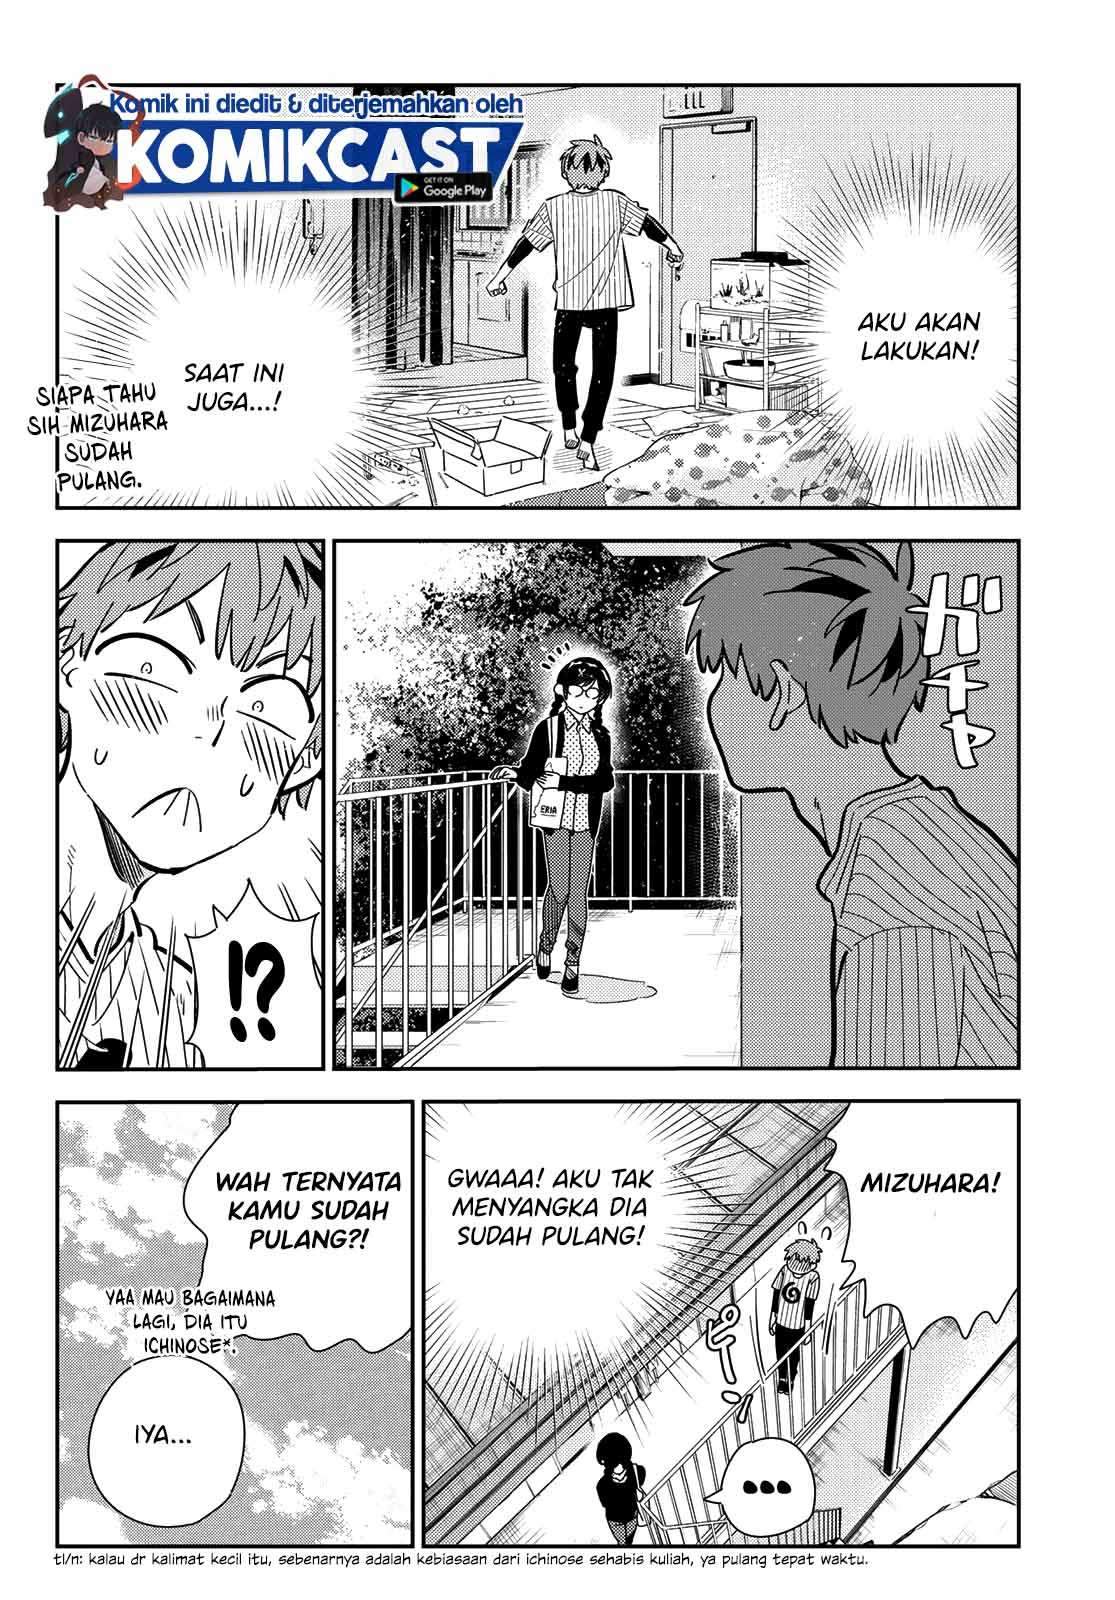 Komik ini diedit & diterjemahkan oleh
KOMIKCAST
GET IT ON
Google Play
AKU AKAN
LAKUKAN!
SAAT INI
JUGA...!
SIAPA TAHU
SIH MIZUHARA
SUDAH
PULANG.
ガチャ
ERIA
!?
MIZUHARA!
GWAAA! AKU TAK
MENYANGKA DIA
SUDAH PULANG!
ピーン
...
WAH TERNYATA
KAMU SUDAH
PULANG?!
YAA MAU BAGAIMANA
LAGI, DIA ITU
ICHINOSE*.
IYA...
tl/n: kalau dr kalimat kecil itu, sebenarnya adalah kebiasaan dari ichinose sehabis kuliah, ya pulang tepat waktu.